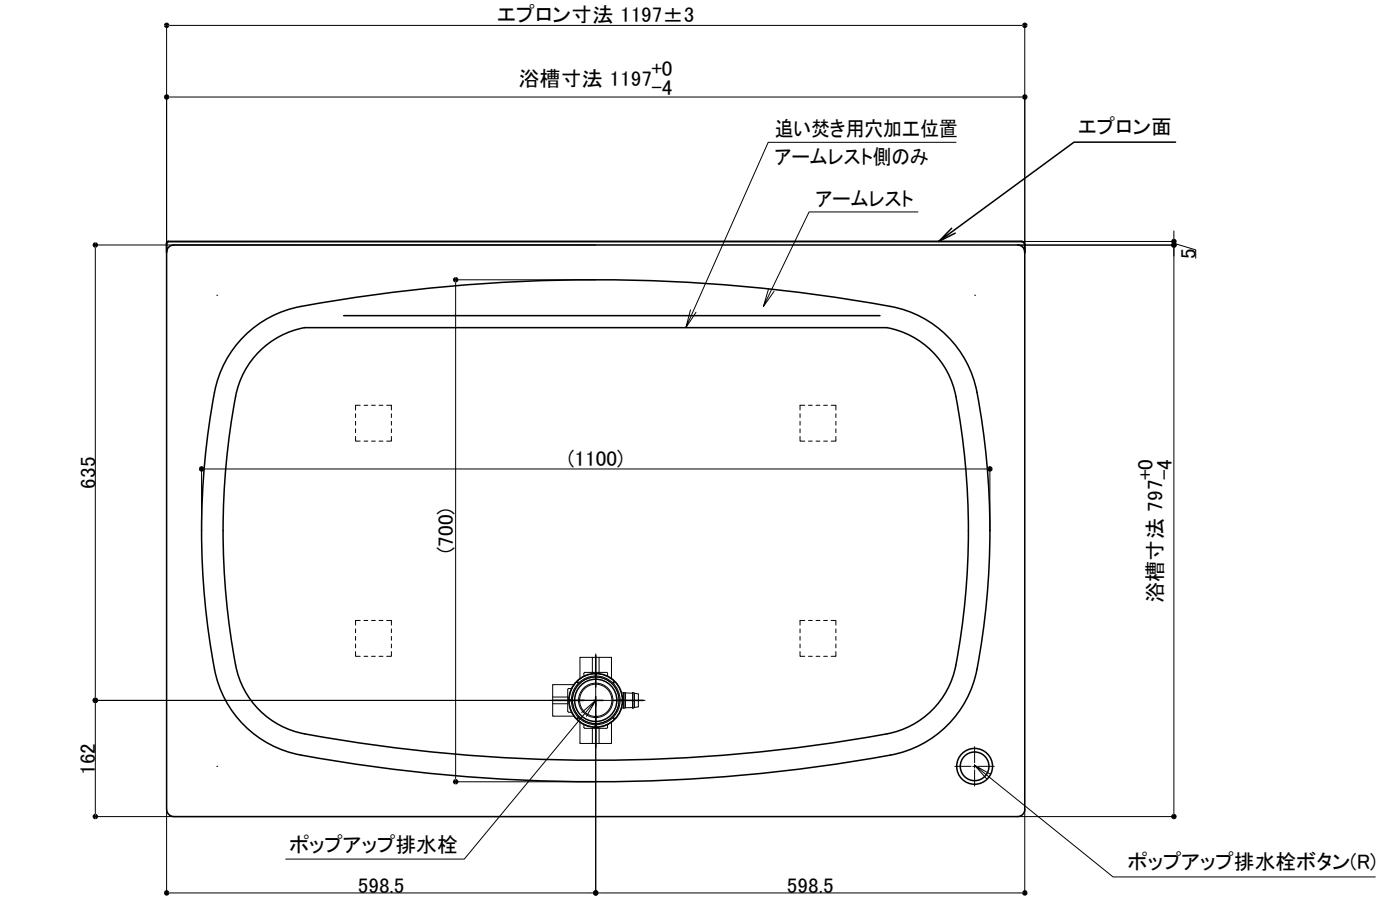 エプロン寸法 1197±3
浴槽寸法 1197 +0 -4
追い焚き用穴加工位置
アームレスト側のみ
エプロン面
アームレスト
5
635
(1100)
(700)
浴槽寸法 797 +0 -4
162
ポップアップ排水栓
ポップアップ排水栓ボタン(R)
598.5
598.5